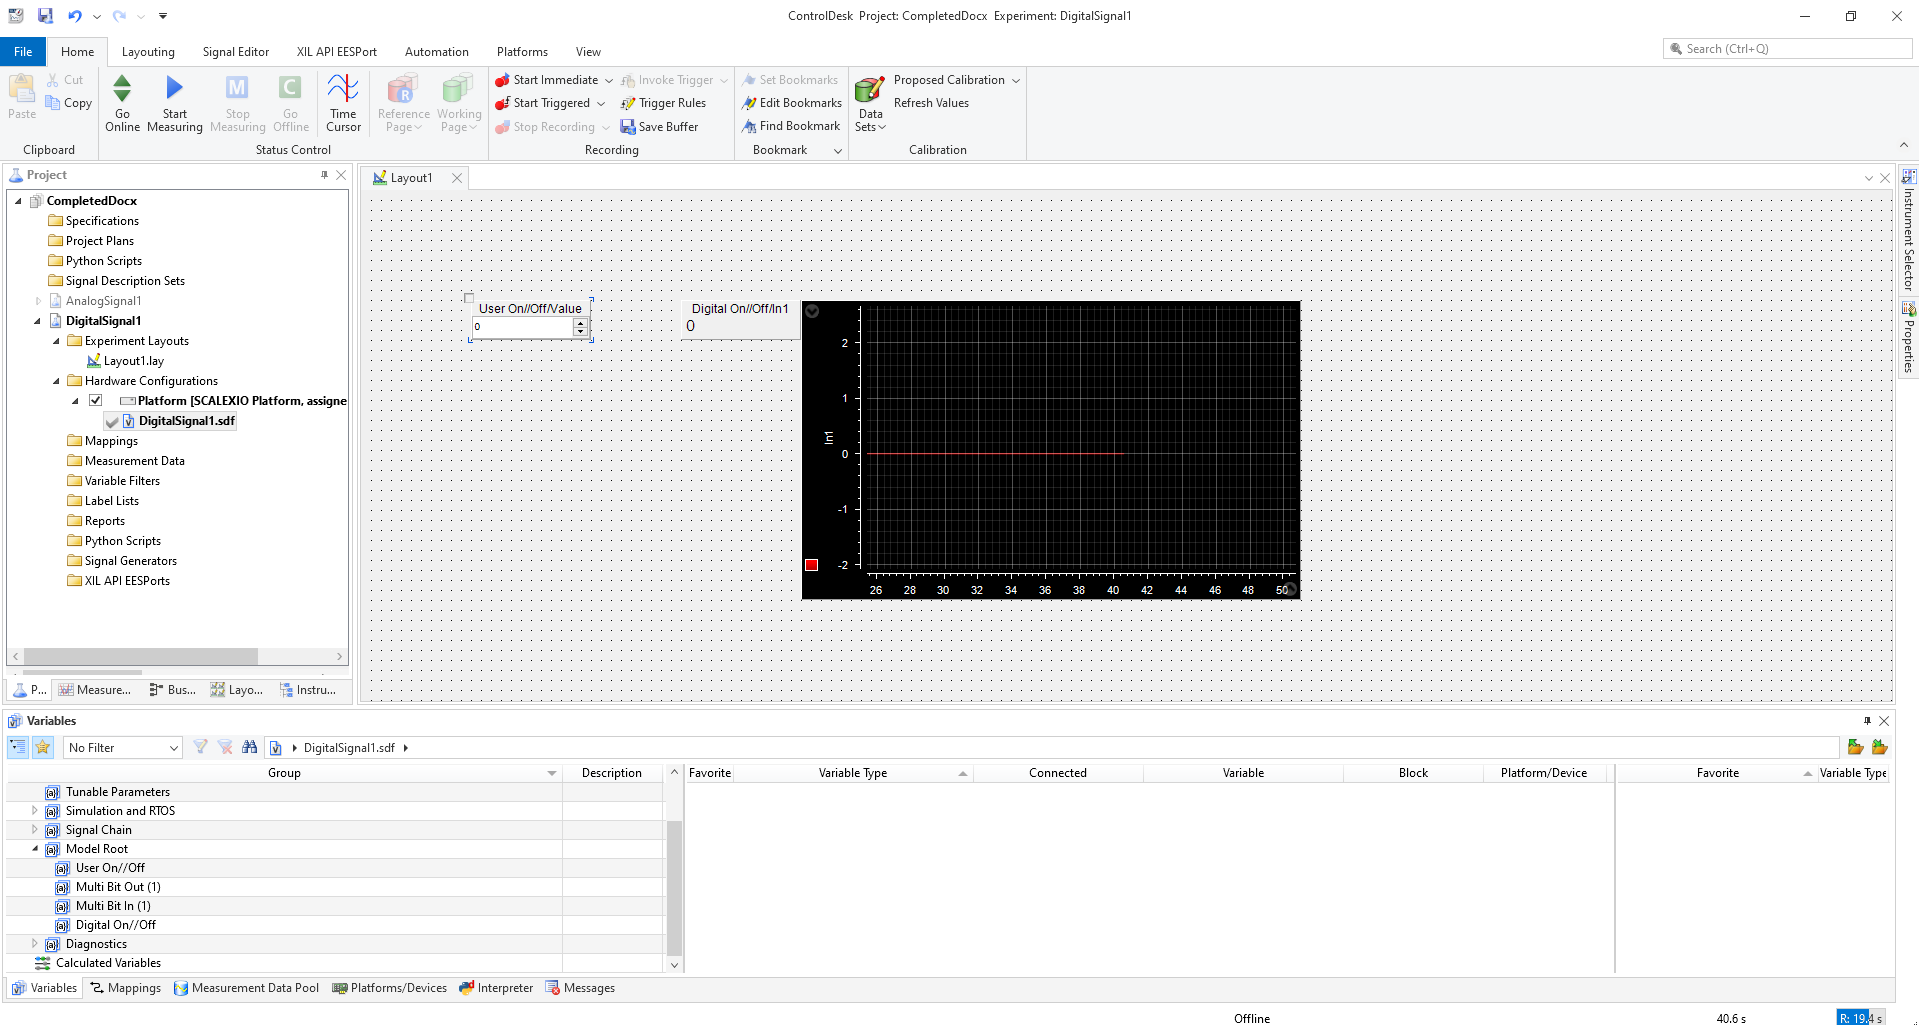 ControlDesk Project: CompletedDocx Experiment: DigitalSignal1
File Home Layouting Signal Editor XIL API EESPort Automation Platforms View
Search (Ctrl+Q)
Paste Cut Copy
Clipboard
Go Online
Start Measuring
Stop Measuring
Go Offline
Time Cursor
Reference Page
Working Page
Status Control
Start Immediate
Start Triggered
Stop Recording
Invoke Trigger
Trigger Rules
Save Buffer
Recording
Set Bookmarks
Edit Bookmarks
Find Bookmark
Bookmark
Data Sets
Proposed Calibration
Refresh Values
Calibration
Project
CompletedDocx
Specifications
Project Plans
Python Scripts
Signal Description Sets
AnalogSignal1
DigitalSignal1
Experiment Layouts
Layout1.lay
Hardware Configurations
Platform [SCALEXIO Platform, assigne
DigitalSignal1.sdf
Mappings
Measurement Data
Variable Filters
Label Lists
Reports
Python Scripts
Signal Generators
XIL API EESPorts
P... Measure... Bus... Layo... Instru...
Layout1
User On//Off/Value
0
Digital On//Off/In1
0
In1
2
1
0
-1
-2
26 28 30 32 34 36 38 40 42 44 46 48 50
Instrument Selector
Properties
Variables
No Filter
DigitalSignal1.sdf
Group Description
Tunable Parameters
Simulation and RTOS
Signal Chain
Model Root
User On//Off
Multi Bit Out (1)
Multi Bit In (1)
Digital On//Off
Diagnostics
Calculated Variables
Favorite Variable Type Connected Variable Block Platform/Device
Favorite Variable Type
Variables Mappings Measurement Data Pool Platforms/Devices Interpreter Messages
Offline 40.6 s R: 19.4 s